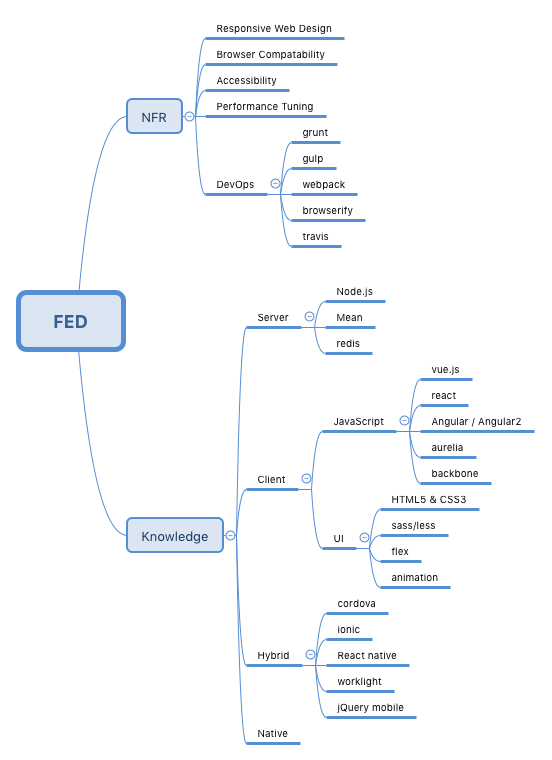 Responsive Web Design
Browser Compatability
Accessibility
Performance Tuning
NFR
grunt
gulp
DevOps
webpack
browserify
travis
FED
Node.js
Server
Mean
redis
vue.js
react
JavaScript
Angular / Angular2
aurelia
backbone
Client
HTML5 & CSS3
sass/less
UI
flex
animation
Knowledge
cordova
ionic
Hybrid
React native
worklight
jQuery mobile
Native